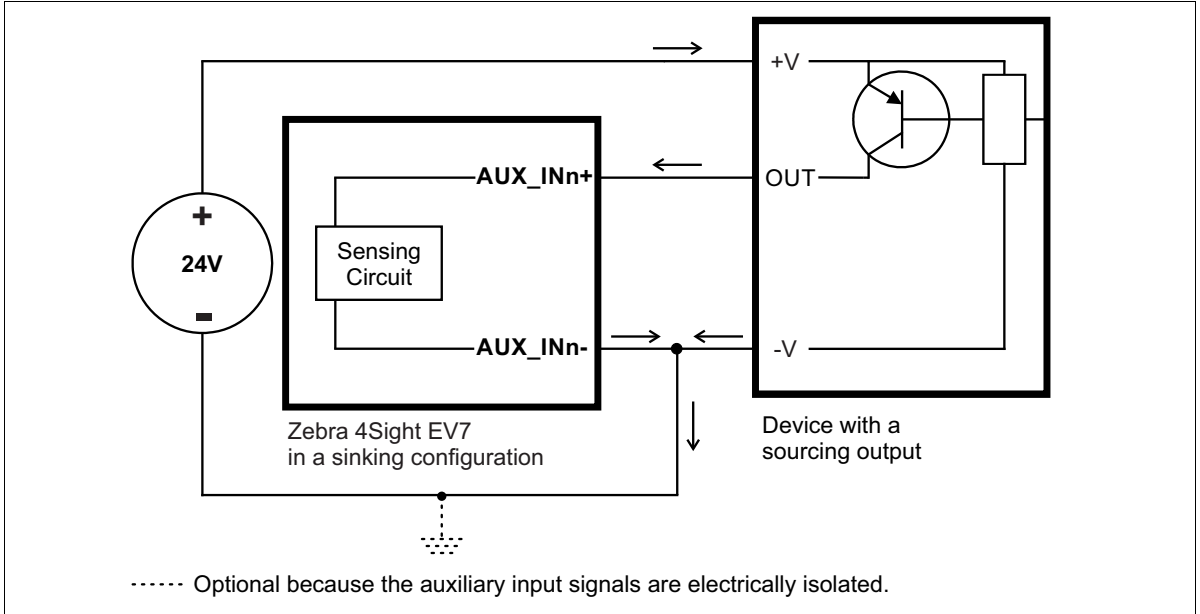 +V
+
24V
-
AUX_INn+
OUT
Sensing
Circuit
AUX_INn-
-V
Zebra 4Sight EV7
in a sinking configuration
Device with a
sourcing output
Optional because the auxiliary input signals are electrically isolated.